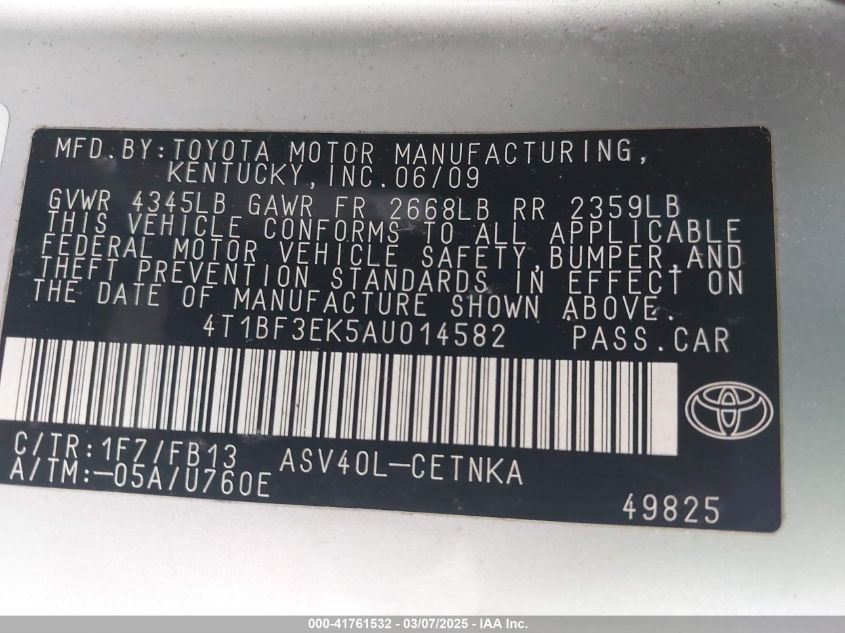 MFD.BY:TOYOTA MOTOR MANUFACTURING,
KENTUCKY,INC.06/09
GVWR 4345LB GAWR FR 2668LB RR 2359LB
THIS VEHICLE CONFORMS TO ALL APPLICABLE
FEDERAL MOTOR VEHICLE SAFETY,BUMPER,AND
THEFT PREVENTION STANDARDS IN EFFECT ON
THE DATE OF MANUFACTURE SHOWN ABOVE.
4T1BF3EK5AU014582 PASS.CAR
C/TR:1F7/FB13 ASV40L-CETNKA
A/TM:-05A/U760E
49825
000-41761532 - 03/07/2025 - IAA Inc.